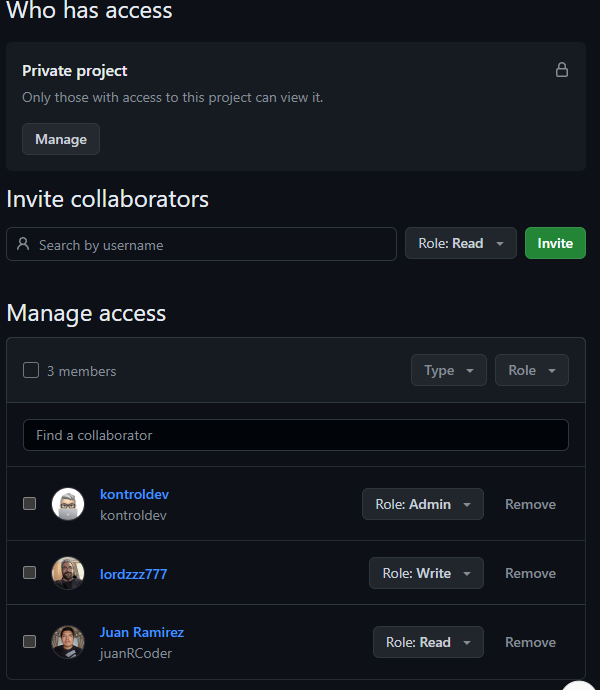 Who has access
Private project
Only those with access to this project can view it.
Manage
Invite collaborators
Search by username
Role: Read
Invite
Manage access
3 members
Type
Role
Find a collaborator
kontroldev
kontroldev
Role: Admin
Remove
lordzzz777
Role: Write
Remove
Juan Ramirez
juanRCoder
Role: Read
Remove